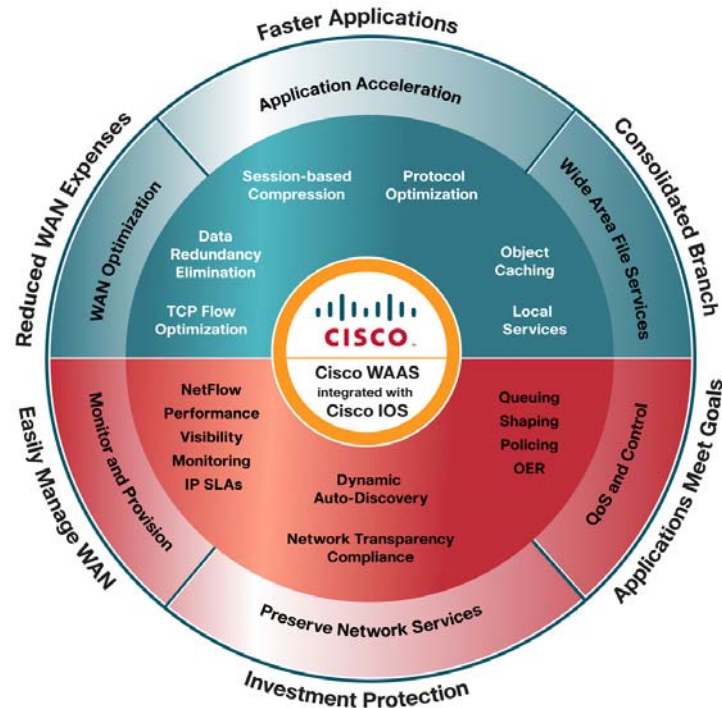 Faster Applications
Application Acceleration
Reduced WAN Expenses
WAN Optimization
Consolidated Branch
Wide Area File Services
Session-based
Compression
Protocol
Optimization
Data
Redundancy
Elimination
Object
Caching
TCP Flow
Optimization
Local
Services
CISCO™
Cisco WAAS
integrated with
Cisco IOS
NetFlow
Performance
Visibility
Monitoring
IP SLAs
Queuing
Shaping
Policing
OER
Dynamic
Auto-Discovery
Network Transparency
Compliance
Monitor and Provision
Easily Manage WAN
QoS and Control
Applications Meet Goals
Preserve Network Services
Investment Protection